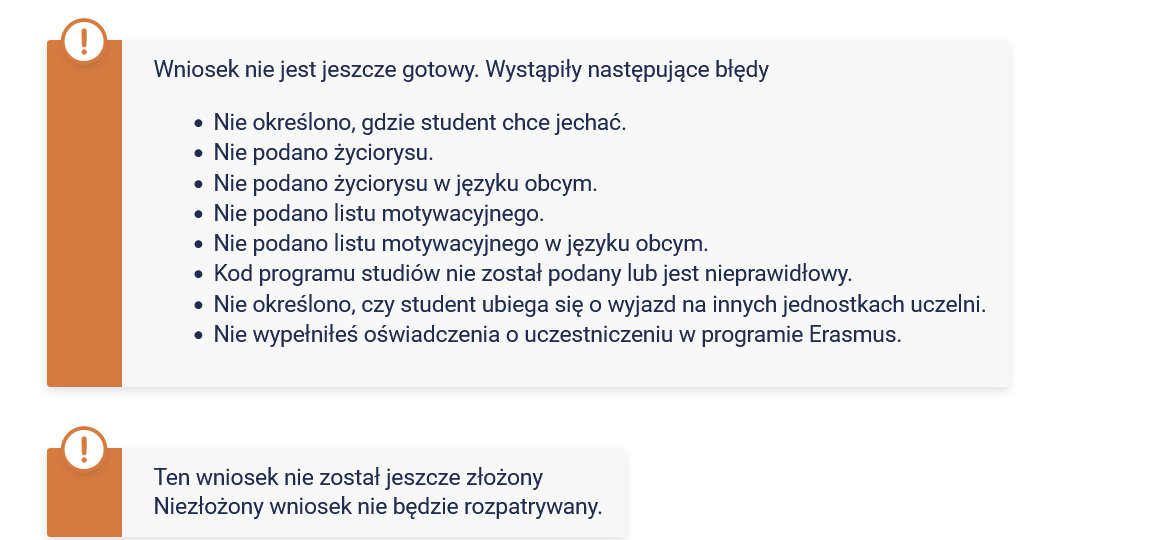 Wniosek nie jest jeszcze gotowy. Wystąpiły następujące błędy
• Nie określono, gdzie student chce jechać.
• Nie podano życiorysu.
• Nie podano życiorysu w języku obcym.
• Nie podano listu motywacyjnego.
• Nie podano listu motywacyjnego w języku obcym.
• Kod programu studiów nie został podany lub jest nieprawidłowy.
• Nie określono, czy student ubiega się o wyjazd na innych jednostkach uczelni.
• Nie wypełniłeś oświadczenia o uczestniczeniu w programie Erasmus.
Ten wniosek nie został jeszcze złożony
Niezłożony wniosek nie będzie rozpatrywany.